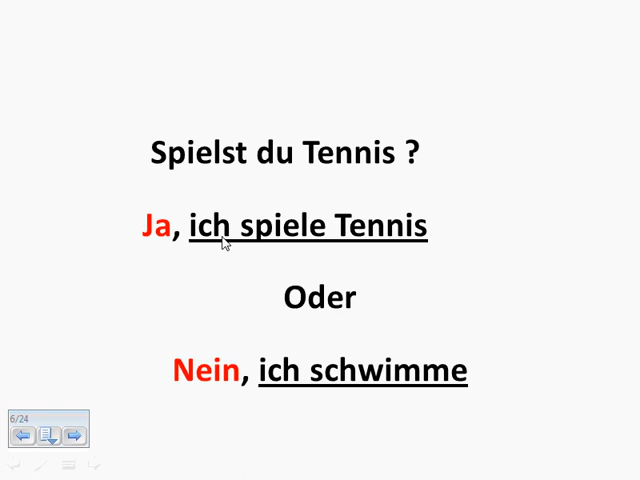 Spielst du Tennis ?
Ja, ich spiele Tennis
Oder
Nein, ich schwimme
6/24